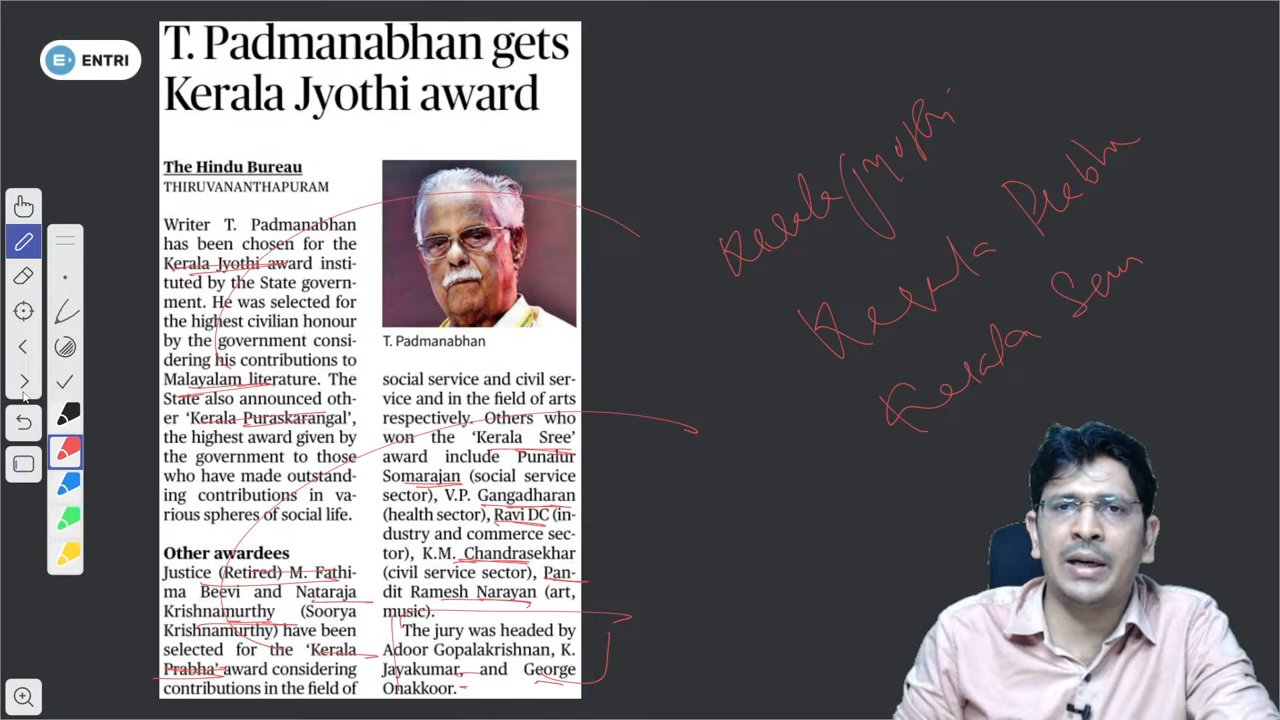 ENTRI
T. Padmanabhan gets
Kerala Jyothi award
The Hindu Bureau
THIRUVANANTHAPURAM
Writer T. Padmanabhan
has been chosen for the
Kerala Jyothi award insti-
tuted by the State govern-
ment. He was selected for
the highest civilian honour
by the government consi-
dering his contributions to
Malayalam literature. The
State also announced oth-
er ‘Kerala Puraskarangal’,
the highest award given by
the government to those
who have made outstand-
ing contributions in va-
rious spheres of social life.
Other awardees
Justice (Retired) M. Fathi-
ma Beevi and Nataraja
Krishnamurthy (Soorya
Krishnamurthy) have been
selected for the ‘Kerala
Prabha’ award considering
contributions in the field of
T. Padmanabhan
social service and civil ser-
vice and in the field of arts
respectively. Others who
won the ‘Kerala Sree’
award include Punalur
Somarajan (social service
sector), V.P. Gangadharan
(health sector), Ravi DC (in-
dustry and commerce sec-
tor), K.M. Chandrasekhar
(civil service sector), Pan-
dit Ramesh Narayan (art,
music).
The jury was headed by
Adoor Gopalakrishnan, K.
Jayakumar, and George
Onakkoor.
Kerala Jyothi
Kerala Prabha
Kerala